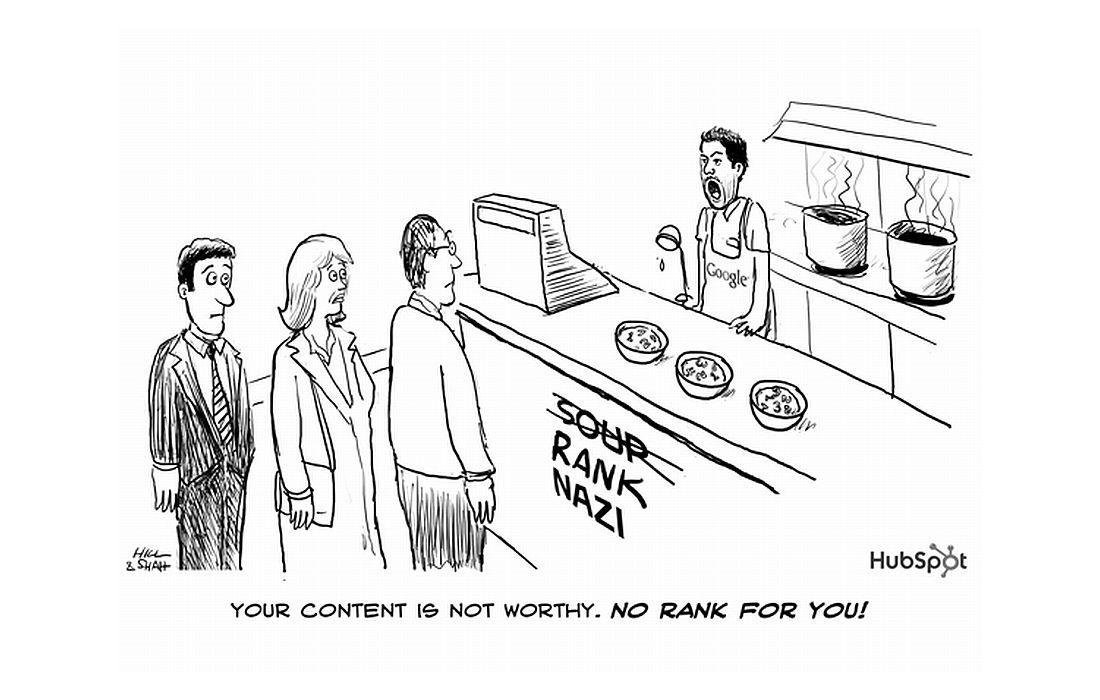 Google
SOUP
RANK
NAZI
HILL
& SHAH
HubSpot
YOUR CONTENT IS NOT WORTHY. NO RANK FOR YOU!